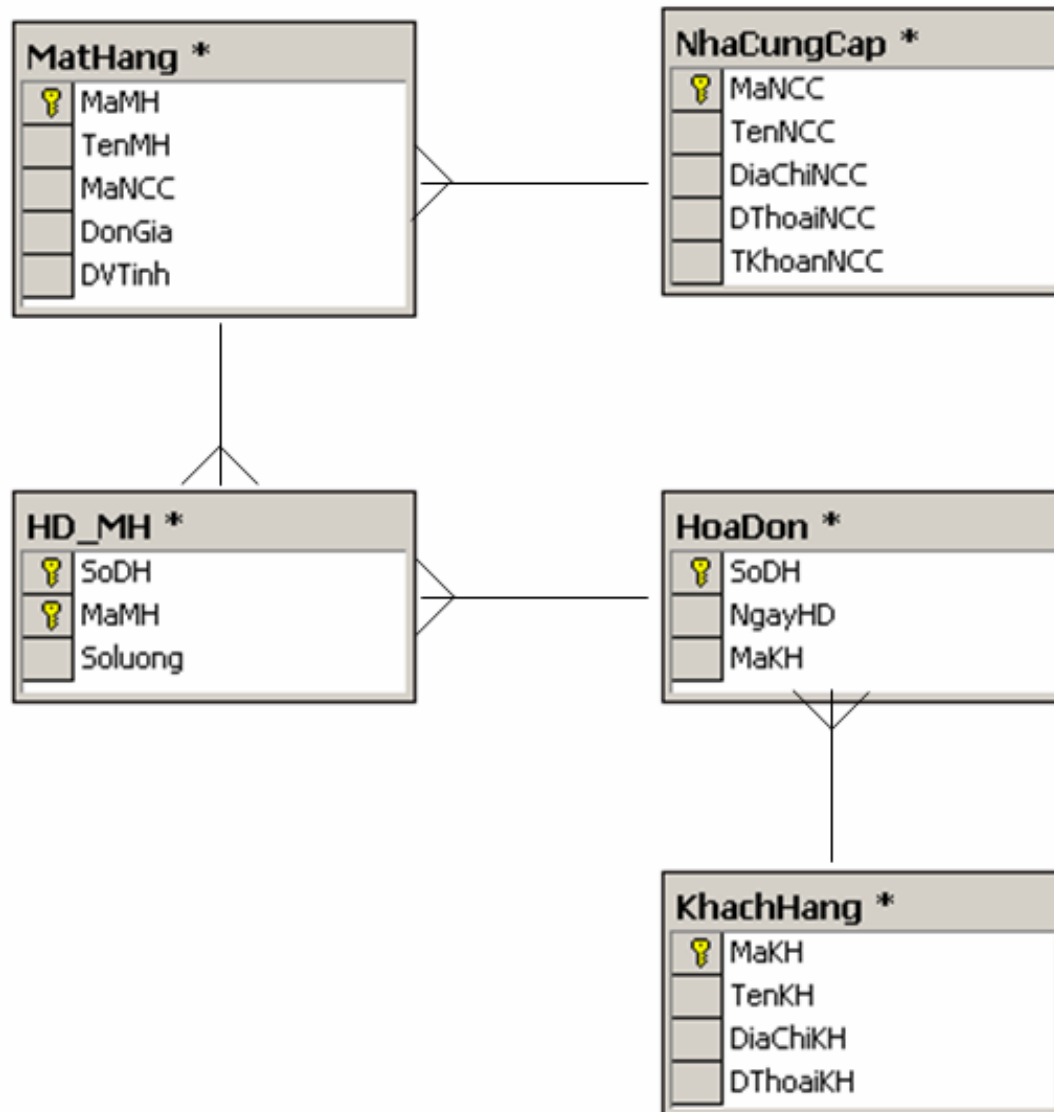 MatHang *
MaMH
TenMH
MaNCC
DonGia
DVTinh
NhaCungCap *
MaNCC
TenNCC
DiaChiNCC
DThoaiNCC
TKhoanNCC
HD_MH *
SoDH
MaMH
Soluong
HoaDon *
SoDH
NgayHD
MaKH
KhachHang *
MaKH
TenKH
DiaChiKH
DThoaiKH